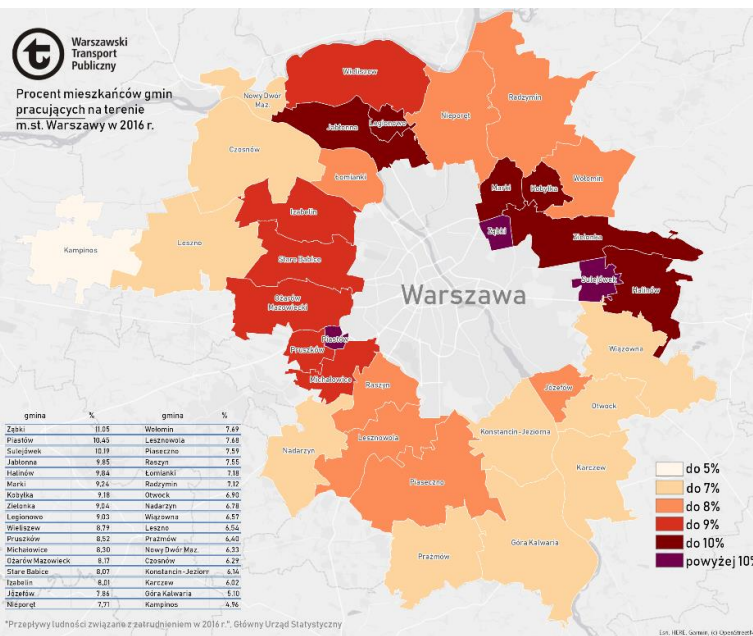 Warszawski
Transport
Publiczny
Procent mieszkańców gmin
pracujących na terenie
m.st. Warszawy w 2016 r.
Wieliszew
Nowy Dwór
Maz.
Jabłonna
Legionowo
Nieporęt
Radzymin
Czosnów
Łomianki
Marki
Kobyłka
Wołomin
Izabelin
Ząbki
Zielonka
Kampinos
Leszno
Stare Babice
Sulejówek
Halinów
Ożarów
Mazowiecki
Warszawa
Piastów
Pruszków
Michałowice
Wiązowna
Raszyn
Józefów
Otwock
Nadarzyn
Lesznowola
Konstancin-Jeziorna
Piaseczno
Karczew
Prażmów
Góra Kalwaria
gmina % gmina %
Ząbki 11.05 Wołomin 7.69
Piastów 10.45 Lesznowola 7.68
Sulejówek 10.19 Piaseczno 7.59
Jabłonna 9.85 Raszyn 7.55
Halinów 9.84 Łomianki 7.18
Marki 9.24 Radzymin 7.12
Kobyłka 9.18 Otwock 6.90
Zielonka 9.04 Nadarzyn 6.78
Legionowo 9.03 Wiązowna 6.57
Wieliszew 8.79 Leszno 6.54
Pruszków 8.52 Prażmów 6.40
Michałowice 8.30 Nowy Dwór Maz. 6.33
Ożarów Mazowieck 8.17 Czosnów 6.29
Stare Babice 8.07 Konstancin-Jeziorr 6.14
Izabelin 8.01 Karczew 6.02
Józefów 7.86 Góra Kalwaria 5.10
Nieporęt 7.71 Kampinos 4.96
do 5%
do 7%
do 8%
do 9%
do 10%
powyżej 10%
"Przepływy ludności związane z zatrudnieniem w 2016 r.", Główny Urząd Statystyczny
Esri, HERE, Garmin, (c) OpenStreetM